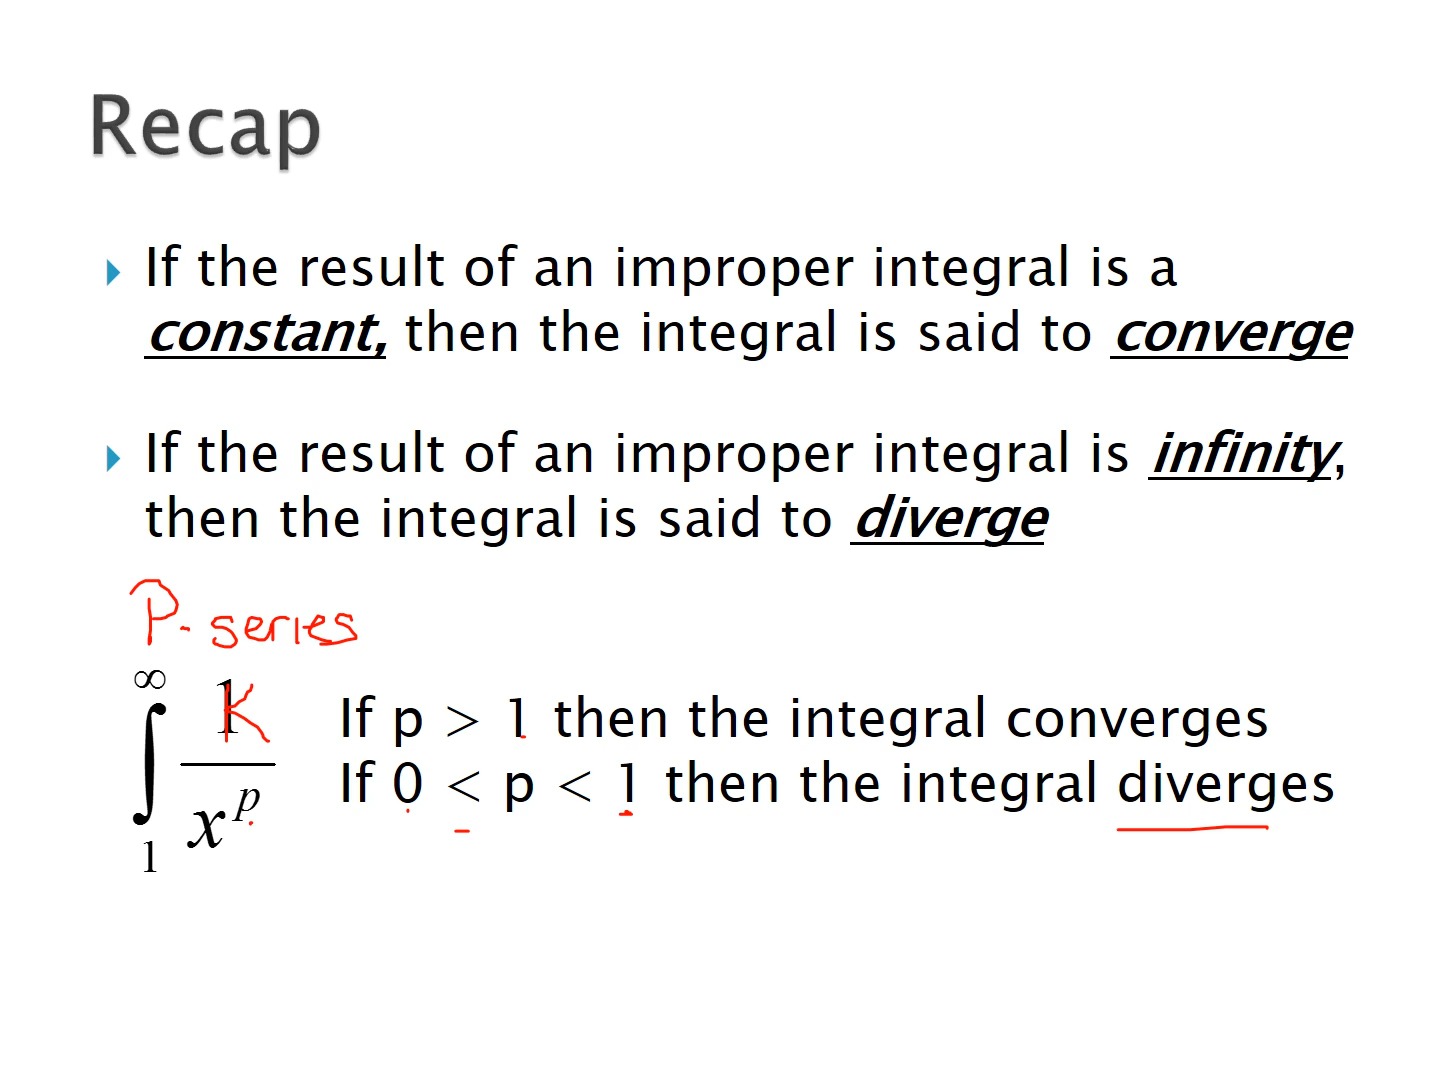 Recap
If the result of an improper integral is a
constant, then the integral is said to converge
If the result of an improper integral is infinity,
then the integral is said to diverge
P-series
∞
1 K
∫
x^p
1
If p > 1 then the integral converges
If 0 < p < 1 then the integral diverges